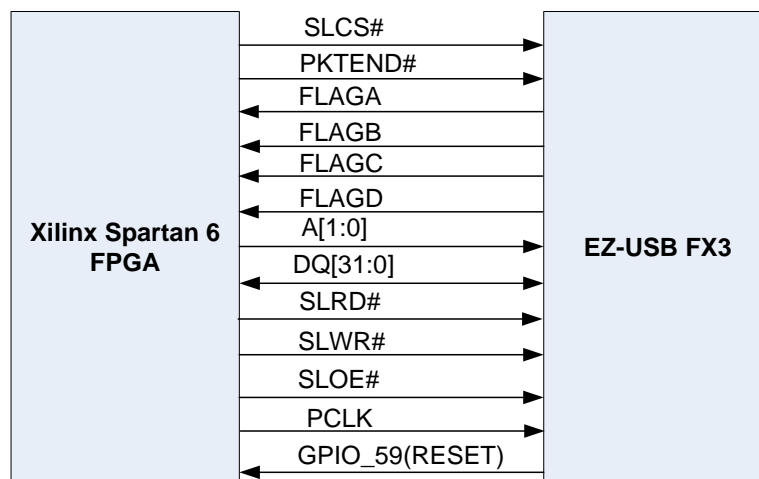 SLCS#
PKTEND#
FLAGA
FLAGB
FLAGC
FLAGD
Xilinx Spartan 6
FPGA
A[1:0]
EZ-USB FX3
DQ[31:0]
SLRD#
SLWR#
SLOE#
PCLK
GPIO_59(RESET)